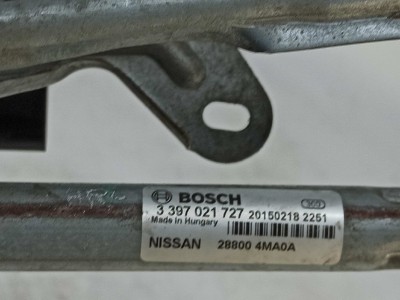 BOSCH
3 397 021 727 20150218 2251
Made in Hungary
NISSAN 28800 4MA0A